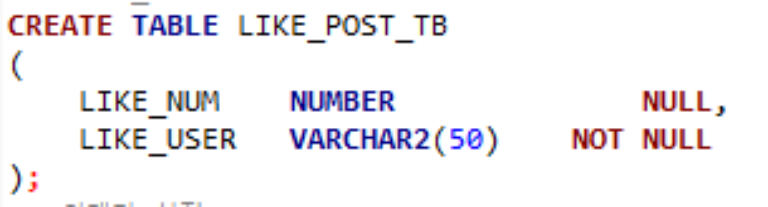 CREATE TABLE LIKE_POST_TB
(
    LIKE_NUM    NUMBER              NULL,
    LIKE_USER   VARCHAR2(50)    NOT NULL
);